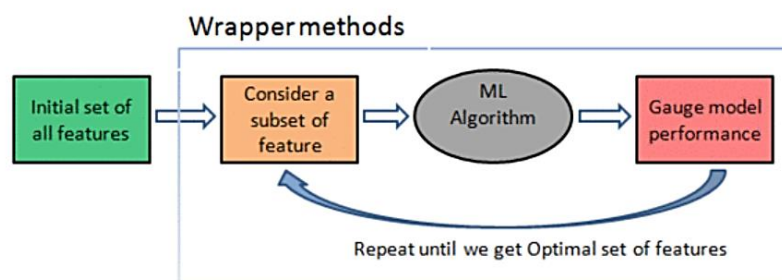 Wrapper methods
Initial set of
all features
Consider a
subset of
feature
ML
Algorithm
Gauge model
performance
Repeat until we get Optimal set of features